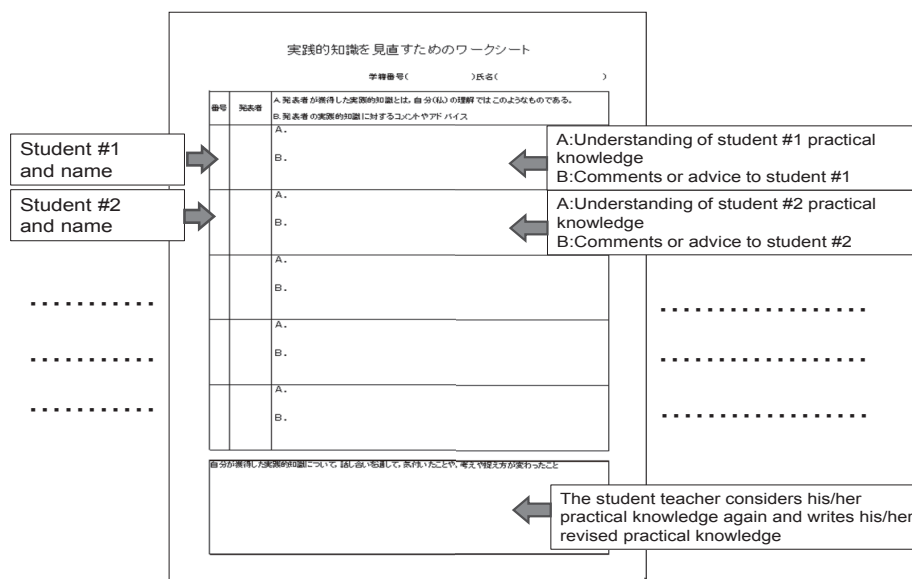 実践的知識を見直すためのワークシート
学籍番号( )氏名( )
番号 発表者 A.発表者が獲得した実践的知識とは,自分(私)の理解ではこのようなものである。
B.発表者の実践的知識に対するコメントやアドバイス
A.
B.
Student #1
and name
A:Understanding of student #1 practical
knowledge
B:Comments or advice to student #1
A.
B.
Student #2
and name
A:Understanding of student #2 practical
knowledge
B:Comments or advice to student #2
A.
B.
A.
B.
A.
B.
自分が獲得した実践的知識について,話し合いを通して,気付いたことや,考えや捉え方が変わったこと
The student teacher considers his/her
practical knowledge again and writes his/her
revised practical knowledge